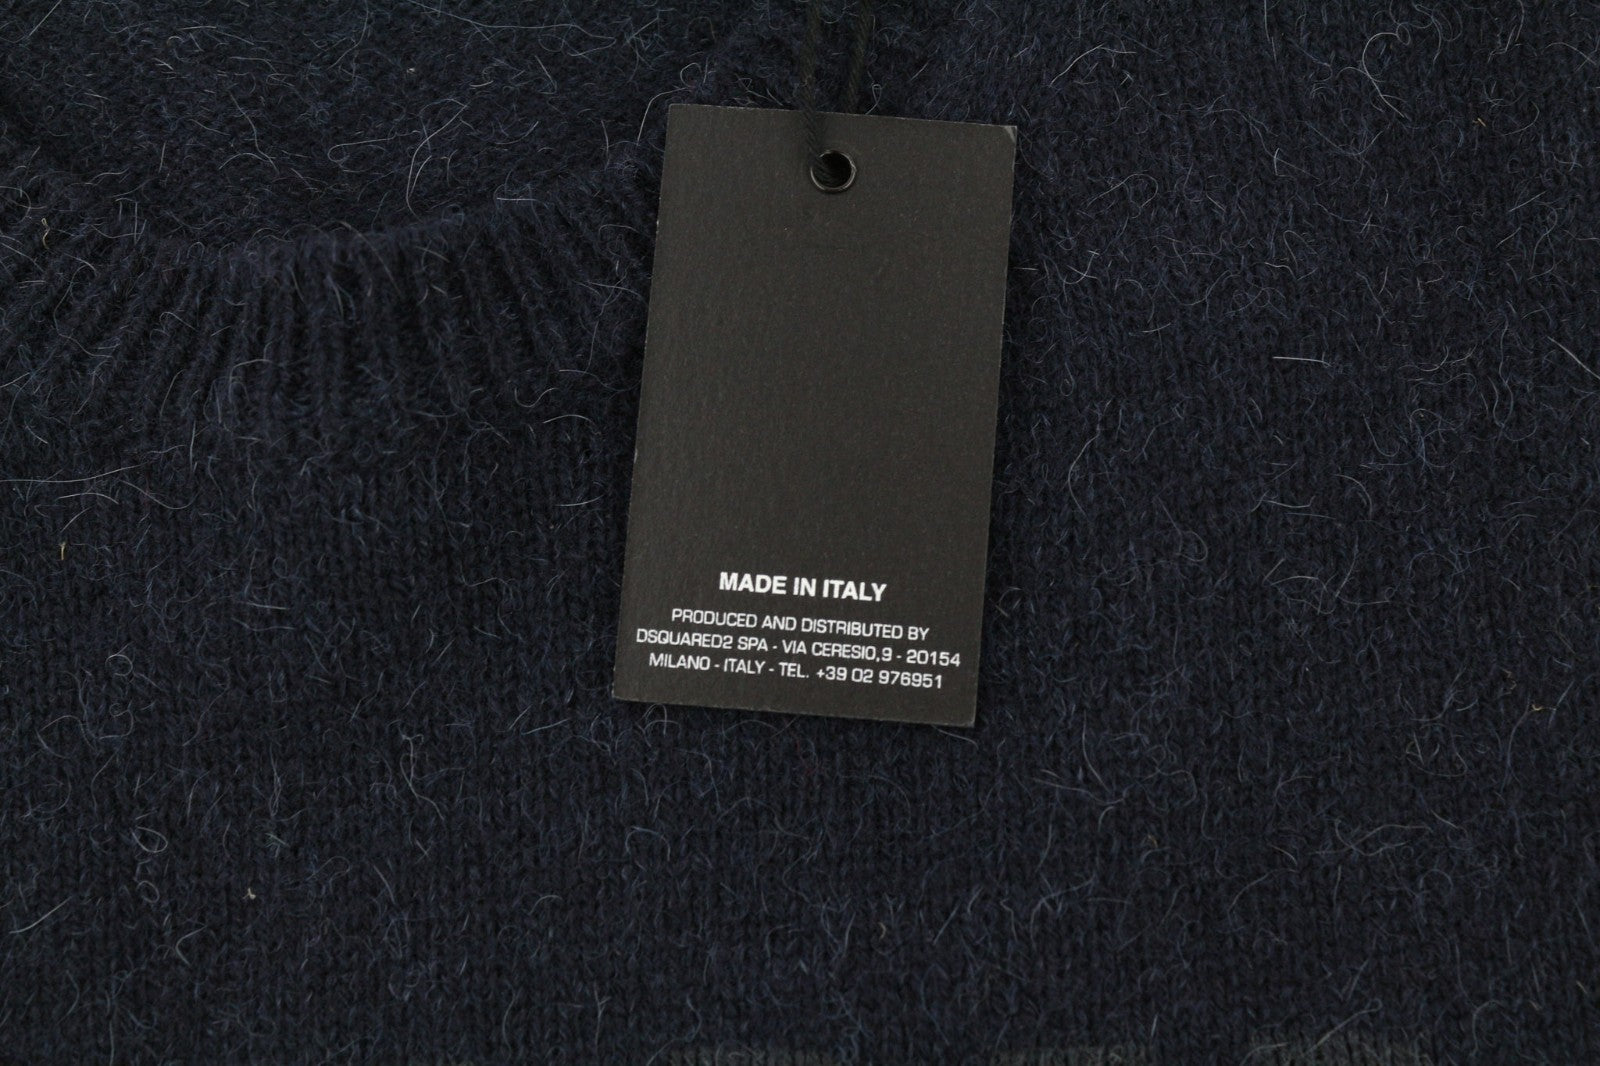 MADE IN ITALY
PRODUCED AND DISTRIBUTED BY
DSQUARED2 SPA - VIA CERESIO,9 - 20154
MILANO - ITALY - TEL. +39 02 976951